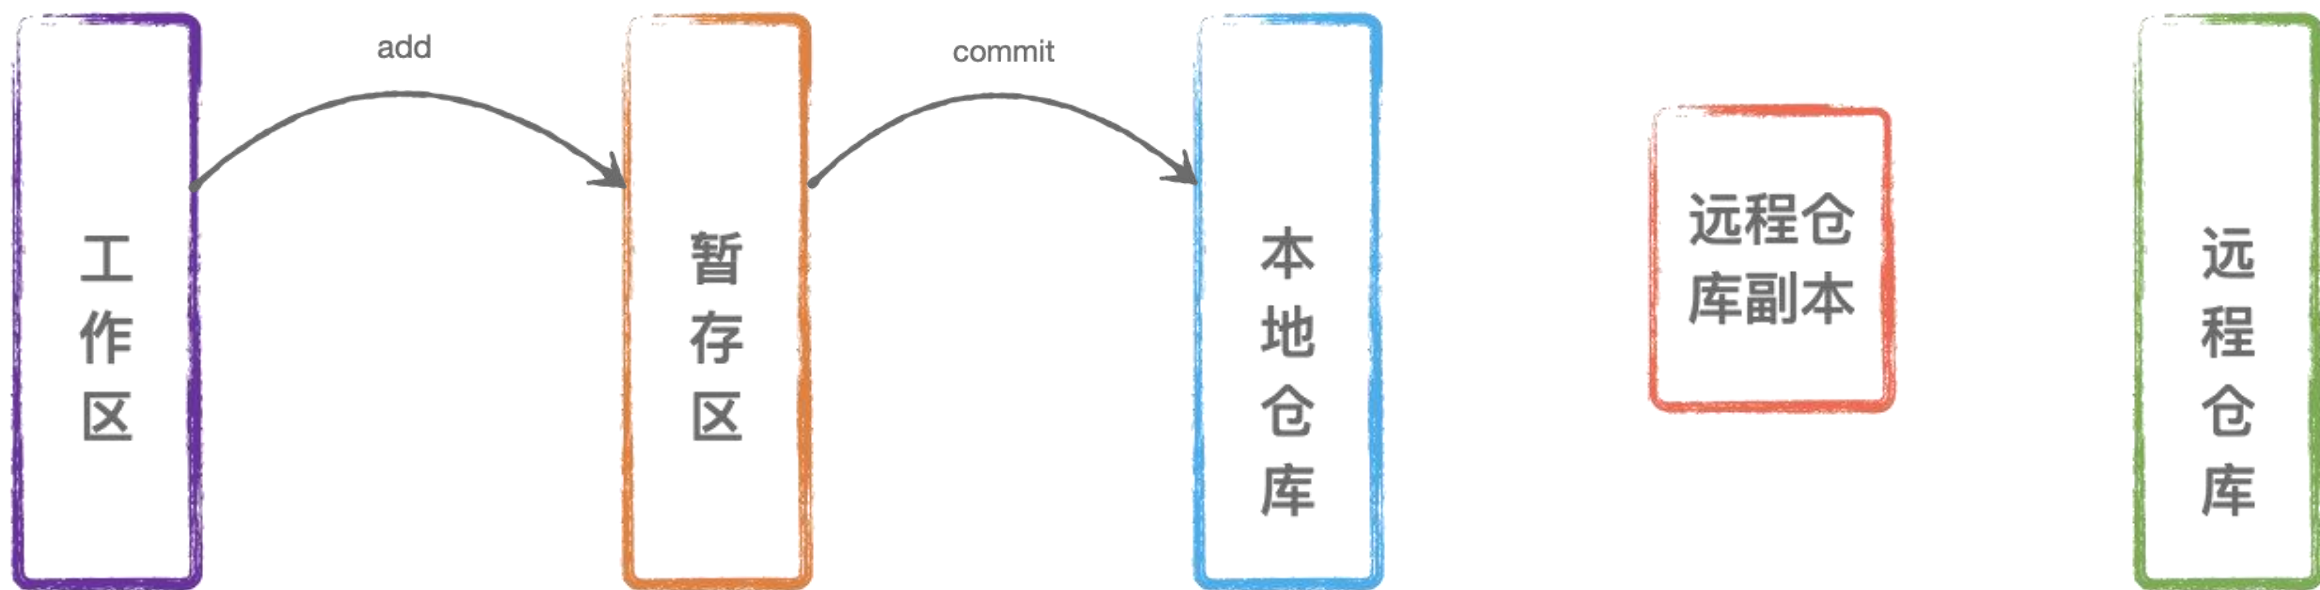 add
commit
工作区
暂存区
本地仓库
远程仓
库副本
远程仓库